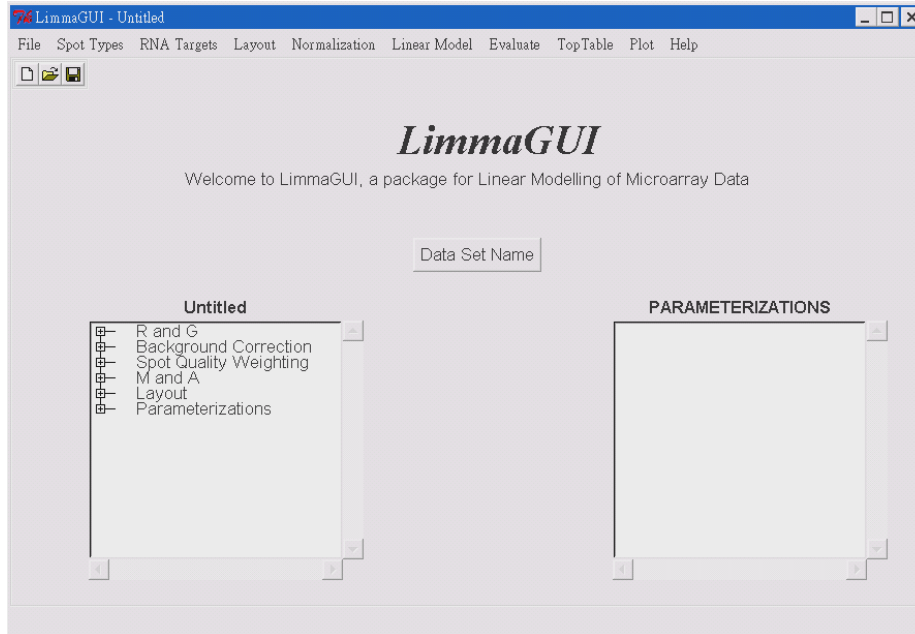 LimmaGUI - Untitled
File Spot Types RNA Targets Layout Normalization Linear Model Evaluate TopTable Plot Help
LimmaGUI
Welcome to LimmaGUI, a package for Linear Modelling of Microarray Data
Data Set Name
Untitled
R and G
Background Correction
Spot Quality Weighting
M and A
Layout
Parameterizations
PARAMETERIZATIONS